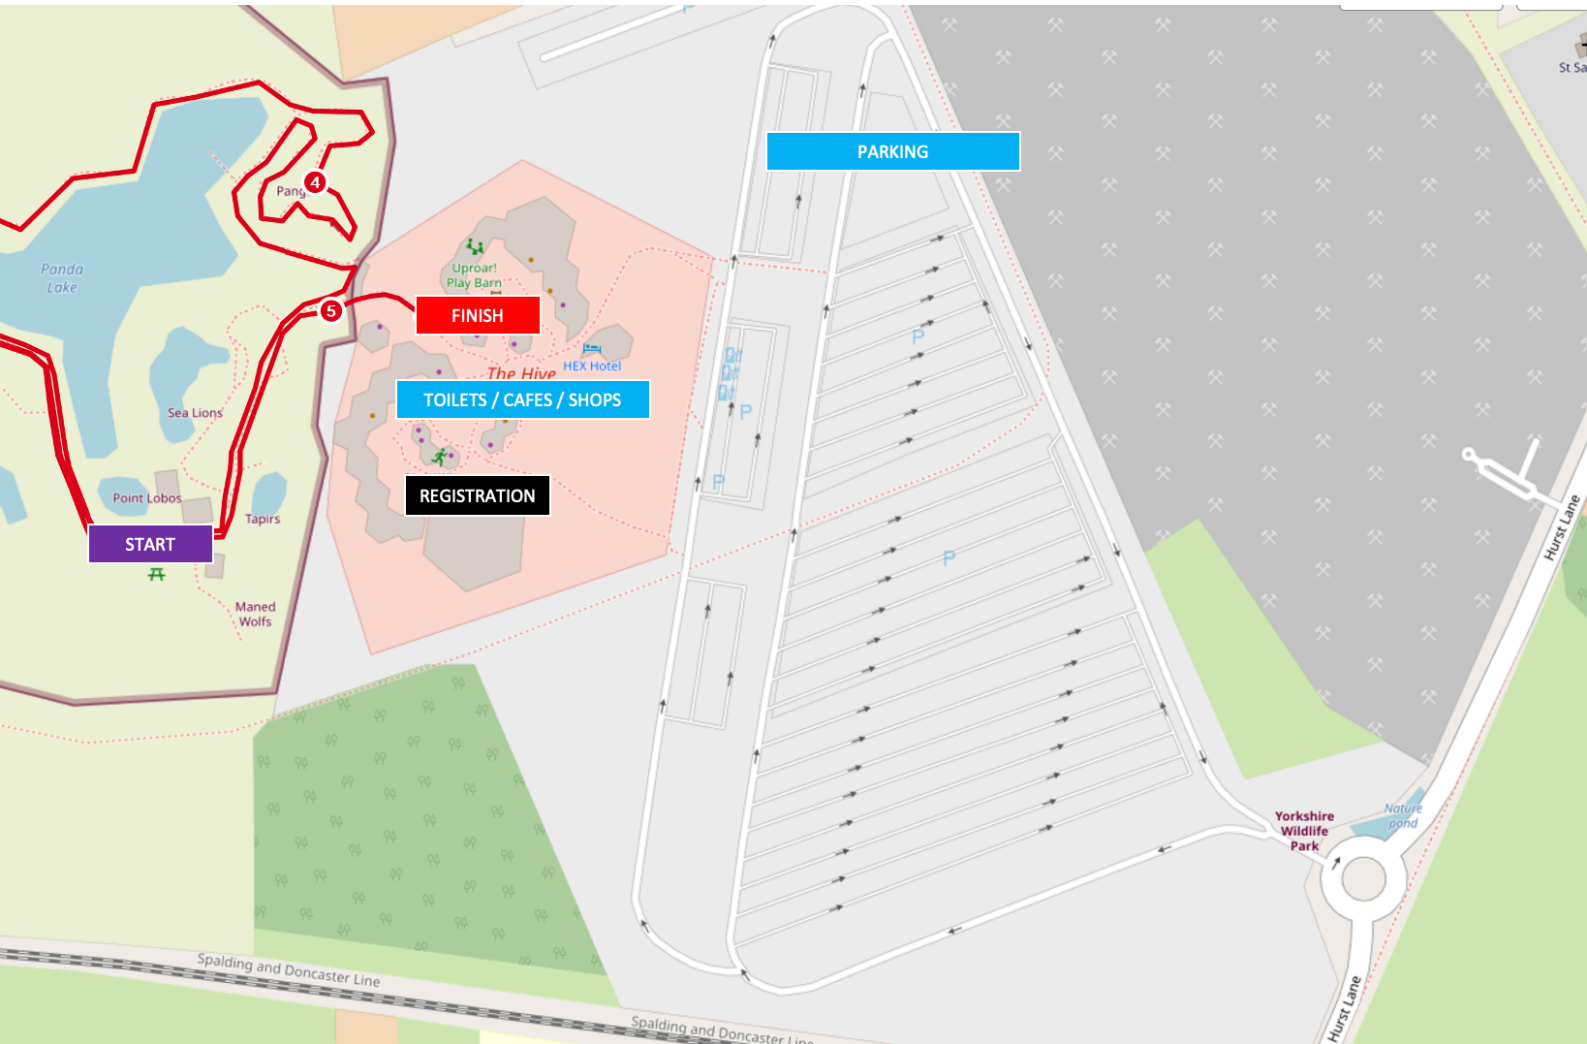 St Sa
P
PARKING
4
Pang
Panda
Lake
Uproar!
Play Barn
5
FINISH
P
HEX Hotel
The Hive
TOILETS / CAFES / SHOPS
P
Sea Lions
P
REGISTRATION
Point Lobos
Tapirs
START
Hurst Lane
P
Maned
Wolfs
Nature
pond
Yorkshire
Wildlife
Park
Spalding and Doncaster Line
Spalding and Doncaster Line
Hurst Lane